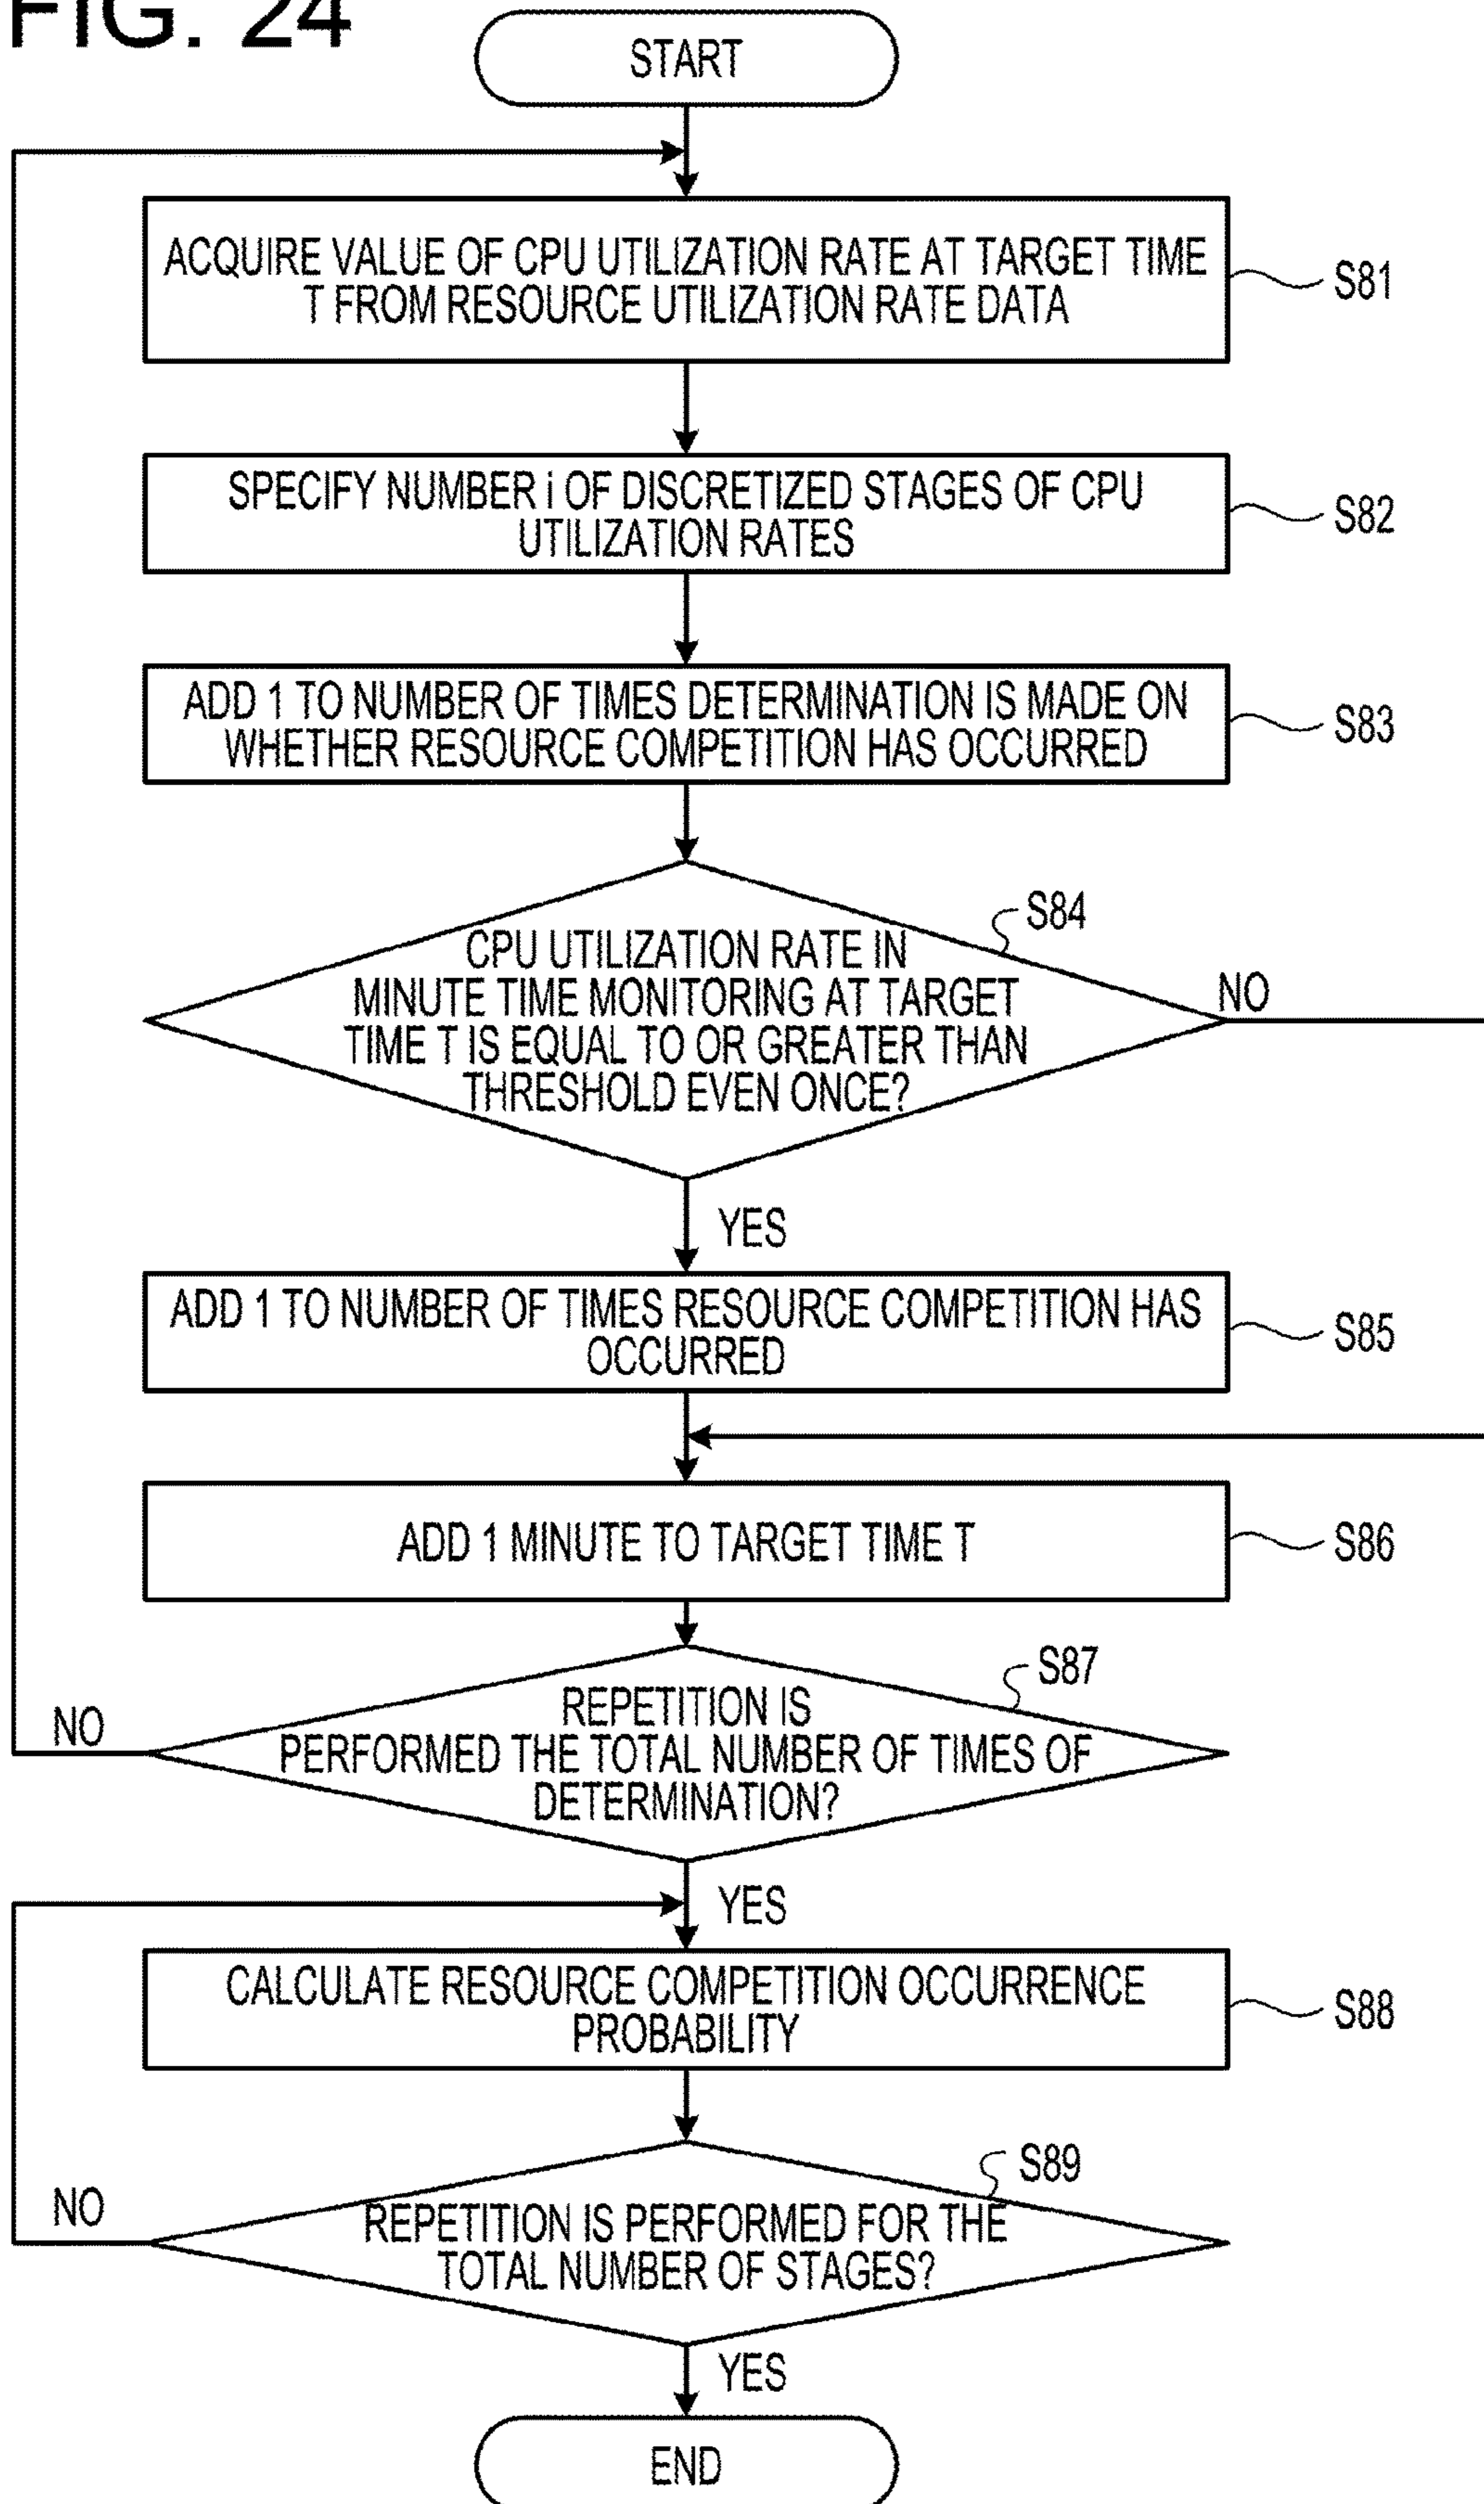 FIG. 24
START
ACQUIRE VALUE OF CPU UTILIZATION RATE AT TARGET TIME
T FROM RESOURCE UTILIZATION RATE DATA
S81
SPECIFY NUMBER i OF DISCRETIZED STAGES OF CPU
UTILIZATION RATES
S82
ADD 1 TO NUMBER OF TIMES DETERMINATION IS MADE ON
WHETHER RESOURCE COMPETITION HAS OCCURRED
S83
S84
CPU UTILIZATION RATE IN
MINUTE TIME MONITORING AT TARGET
TIME T IS EQUAL TO OR GREATER THAN
THRESHOLD EVEN ONCE?
NO
YES
ADD 1 TO NUMBER OF TIMES RESOURCE COMPETITION HAS
OCCURRED
S85
ADD 1 MINUTE TO TARGET TIME T
S86
S87
REPETITION IS
PERFORMED THE TOTAL NUMBER OF TIMES OF
DETERMINATION?
NO
YES
CALCULATE RESOURCE COMPETITION OCCURRENCE
PROBABILITY
S88
S89
REPETITION IS PERFORMED FOR THE
TOTAL NUMBER OF STAGES?
NO
YES
END